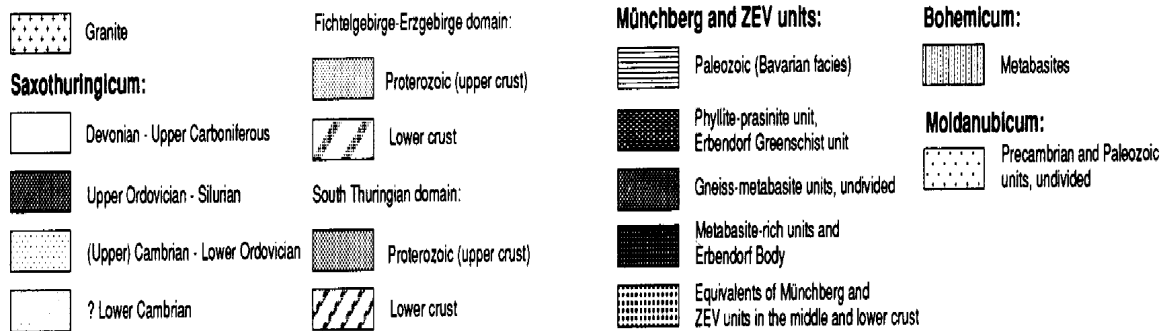 Granite
Saxothuringicum:
Devonian - Upper Carboniferous
Upper Ordovician - Silurian
(Upper) Cambrian - Lower Ordovician
? Lower Cambrian
Fichtelgebirge-Erzgebirge domain:
Proterozoic (upper crust)
Lower crust
South Thuringian domain:
Proterozoic (upper crust)
Lower crust
Münchberg and ZEV units:
Paleozoic (Bavarian facies)
Phyllite-prasinite unit,
Erbendorf Greenschist unit
Gneiss-metabasite units, undivided
Metabasite-rich units and
Erbendorf Body
Equivalents of Münchberg and
ZEV units in the middle and lower crust
Bohemicum:
Metabasites
Moldanubicum:
Precambrian and Paleozoic
units, undivided